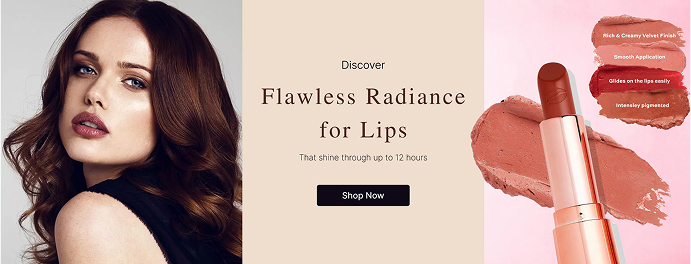 Discover
Flawless Radiance
for Lips
That shine through up to 12 hours
Shop Now
Rich & Creamy Velvet Finish
Smooth Application
Glides on the lips easily
Intensley pigmented